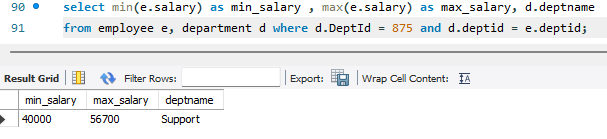 90 select min(e.salary) as min_salary , max(e.salary) as max_salary, d.deptname
91 from employee e, department d where d.DeptId = 875 and d.deptid = e.deptid;
Result Grid Filter Rows: Export: Wrap Cell Content: IA
min_salary max_salary deptname
40000 56700 Support